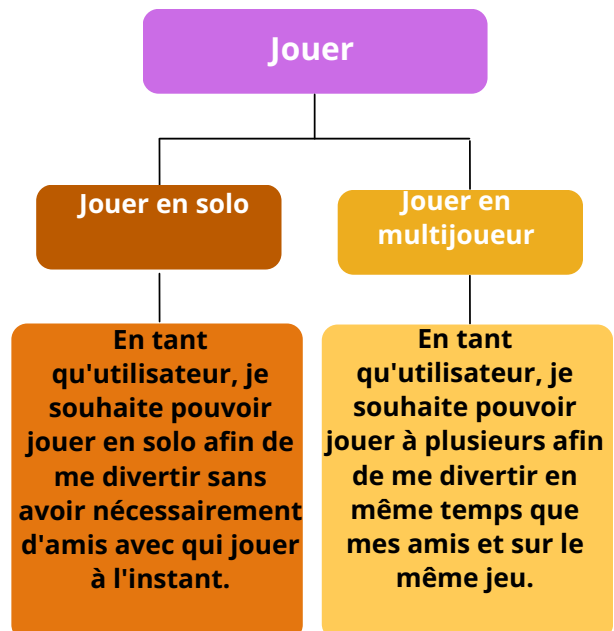 Jouer
Jouer en solo
Jouer en
multijoueur
En tant
qu'utilisateur, je
souhaite pouvoir
jouer en solo afin de
me divertir sans
avoir nécessairement
d'amis avec qui jouer
à l'instant.
En tant
qu'utilisateur, je
souhaite pouvoir
jouer à plusieurs afin
de me divertir en
même temps que
mes amis et sur le
même jeu.